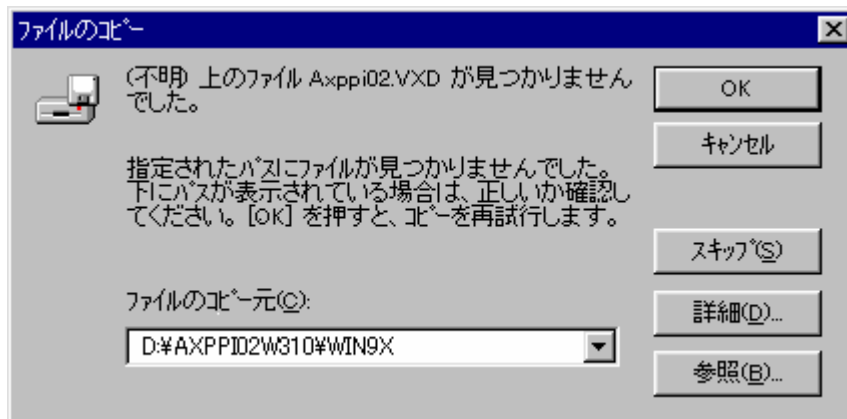 ファイルのコピー
(不明) 上のファイル Axppi02.VXD が見つかりません
でした。
OK
キャンセル
指定されたパスにファイルが見つかりませんでした。
下にパスが表示されている場合は、正しいか確認し
てください。[OK] を押すと、コピーを再試行します。
スキップ(S)
ファイルのコピー元(C):
詳細(D)...
D:¥AXPPI02W310¥WIN9X
参照(B)...